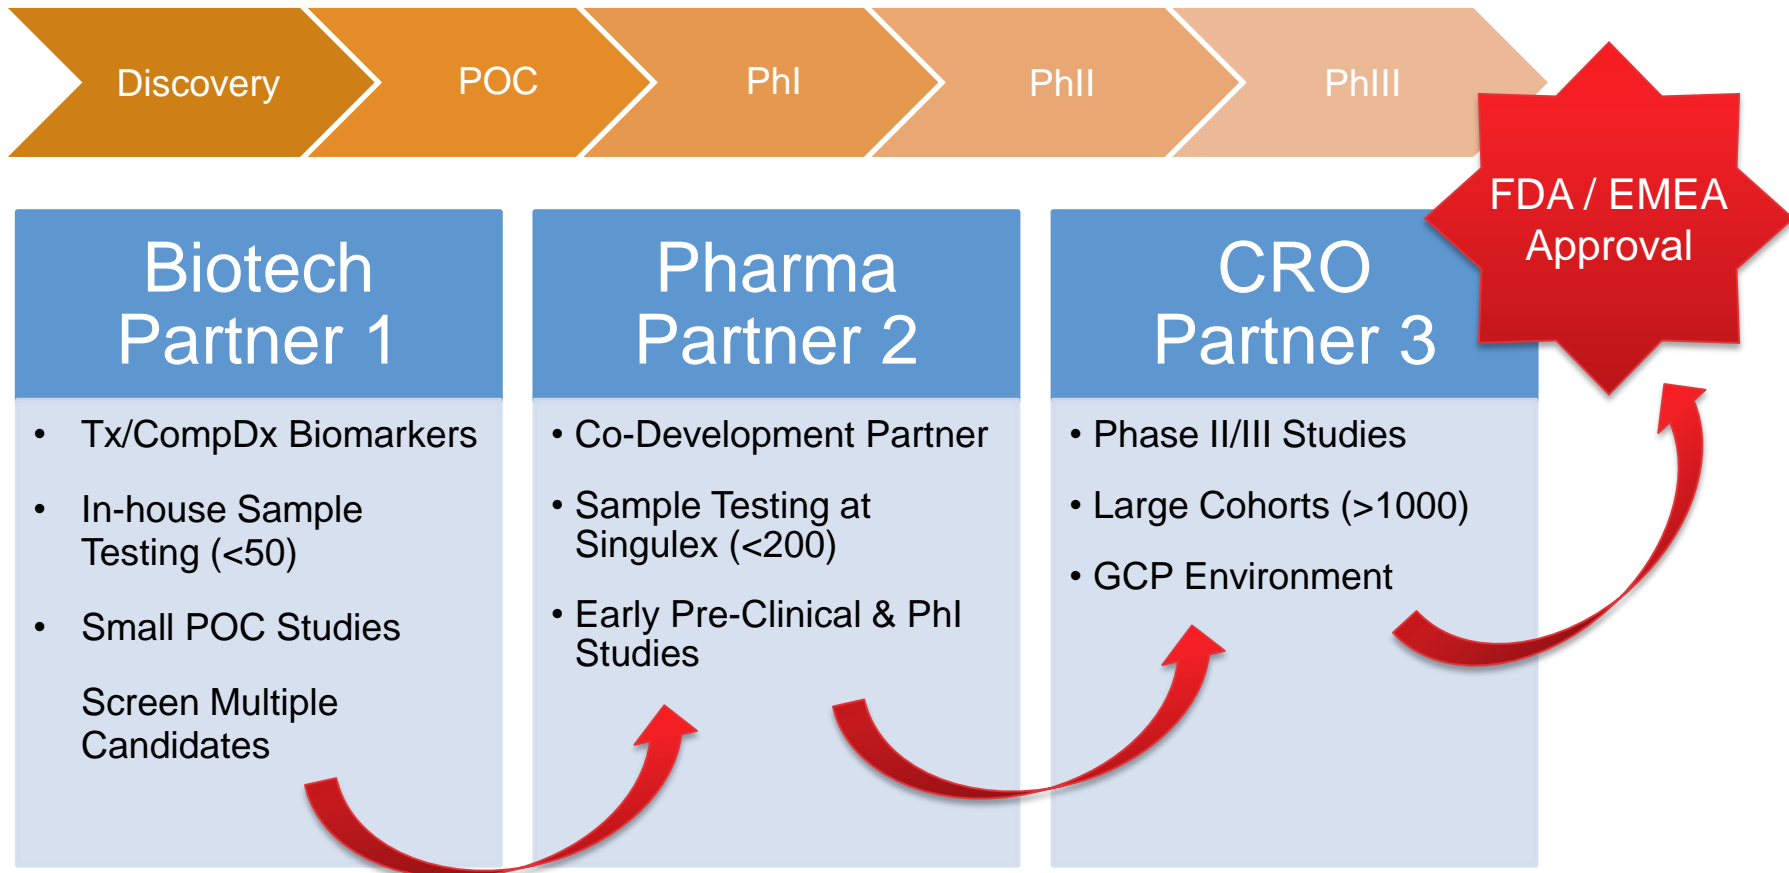 Discovery
POC
PhI
PhII
PhIII
FDA / EMEA
Approval
Biotech
Partner 1
• Tx/CompDx Biomarkers
• In-house Sample
Testing (<50)
• Small POC Studies
Screen Multiple
Candidates
Pharma
Partner 2
• Co-Development Partner
• Sample Testing at
Singulex (<200)
• Early Pre-Clinical & PhI
Studies
CRO
Partner 3
• Phase II/III Studies
• Large Cohorts (>1000)
• GCP Environment